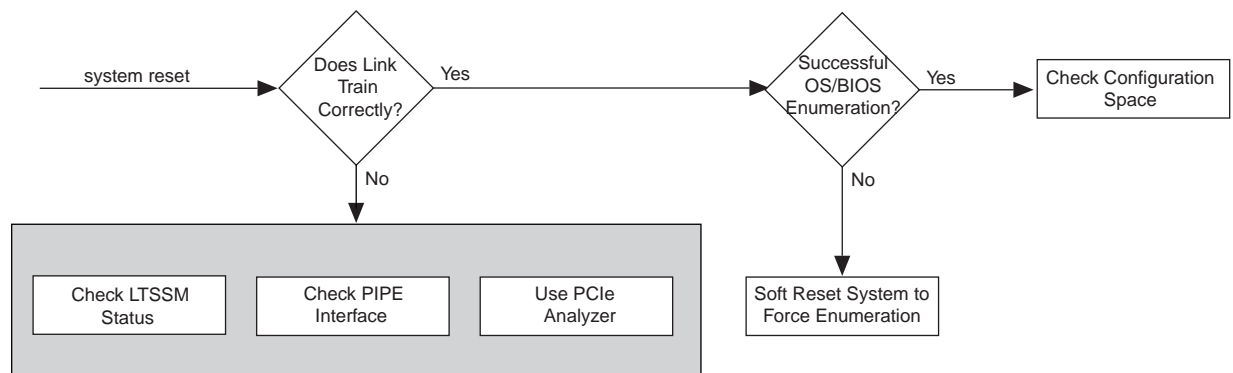 system reset
Does Link
Train
Correctly?
Yes
Successful
OS/BIOS
Enumeration?
Yes
Check Configuration
Space
No
No
Check LTSSM
Status
Check PIPE
Interface
Use PCIe
Analyzer
Soft Reset System to
Force Enumeration